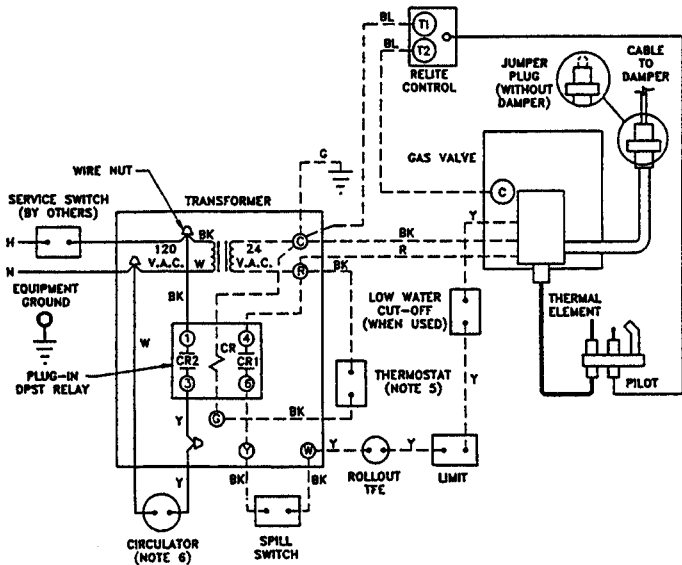 BL
T1
T2
BL
RELITE
CONTROL
JUMPER
PLUG
(WITHOUT
DAMPER)
CABLE
TO
DAMPER
G
GAS VALVE
C
WIRE NUT
TRANSFORMER
SERVICE SWITCH
(BY OTHERS)
H
BK
120
V.A.C.
W
24
V.A.C.
C
BK
Y
R
N
R
BK
EQUIPMENT
GROUND
BK
LOW WATER
CUT-OFF
(WHEN USED)
THERMAL
ELEMENT
W
1
CR2
3
CR
4
CR1
6
PLUG-IN
DPST RELAY
THERMOSTAT
(NOTE 5)
Y
PILOT
Y
G
BK
Y
W
Y
Y
ROLLOUT
TFE
LIMIT
Y
BK
BK
CIRCULATOR
(NOTE 6)
SPILL
SWITCH